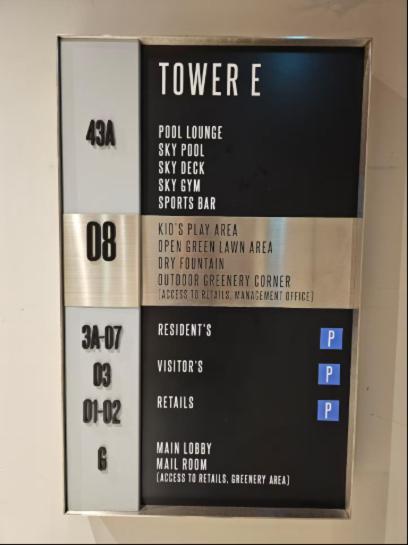 TOWER E
43A
POOL LOUNGE
SKY POOL
SKY DECK
SKY GYM
SPORTS BAR
08
KID'S PLAY AREA
OPEN GREEN LAWN AREA
DRY FOUNTAIN
OUTDOOR GREENERY CORNER
(ACCESS TO RETAILS, MANAGEMENT OFFICE)
3A-07 RESIDENT'S P
03 VISITOR'S P
01-02 RETAILS P
G
MAIN LOBBY
MAIL ROOM
(ACCESS TO RETAILS, GREENERY AREA)